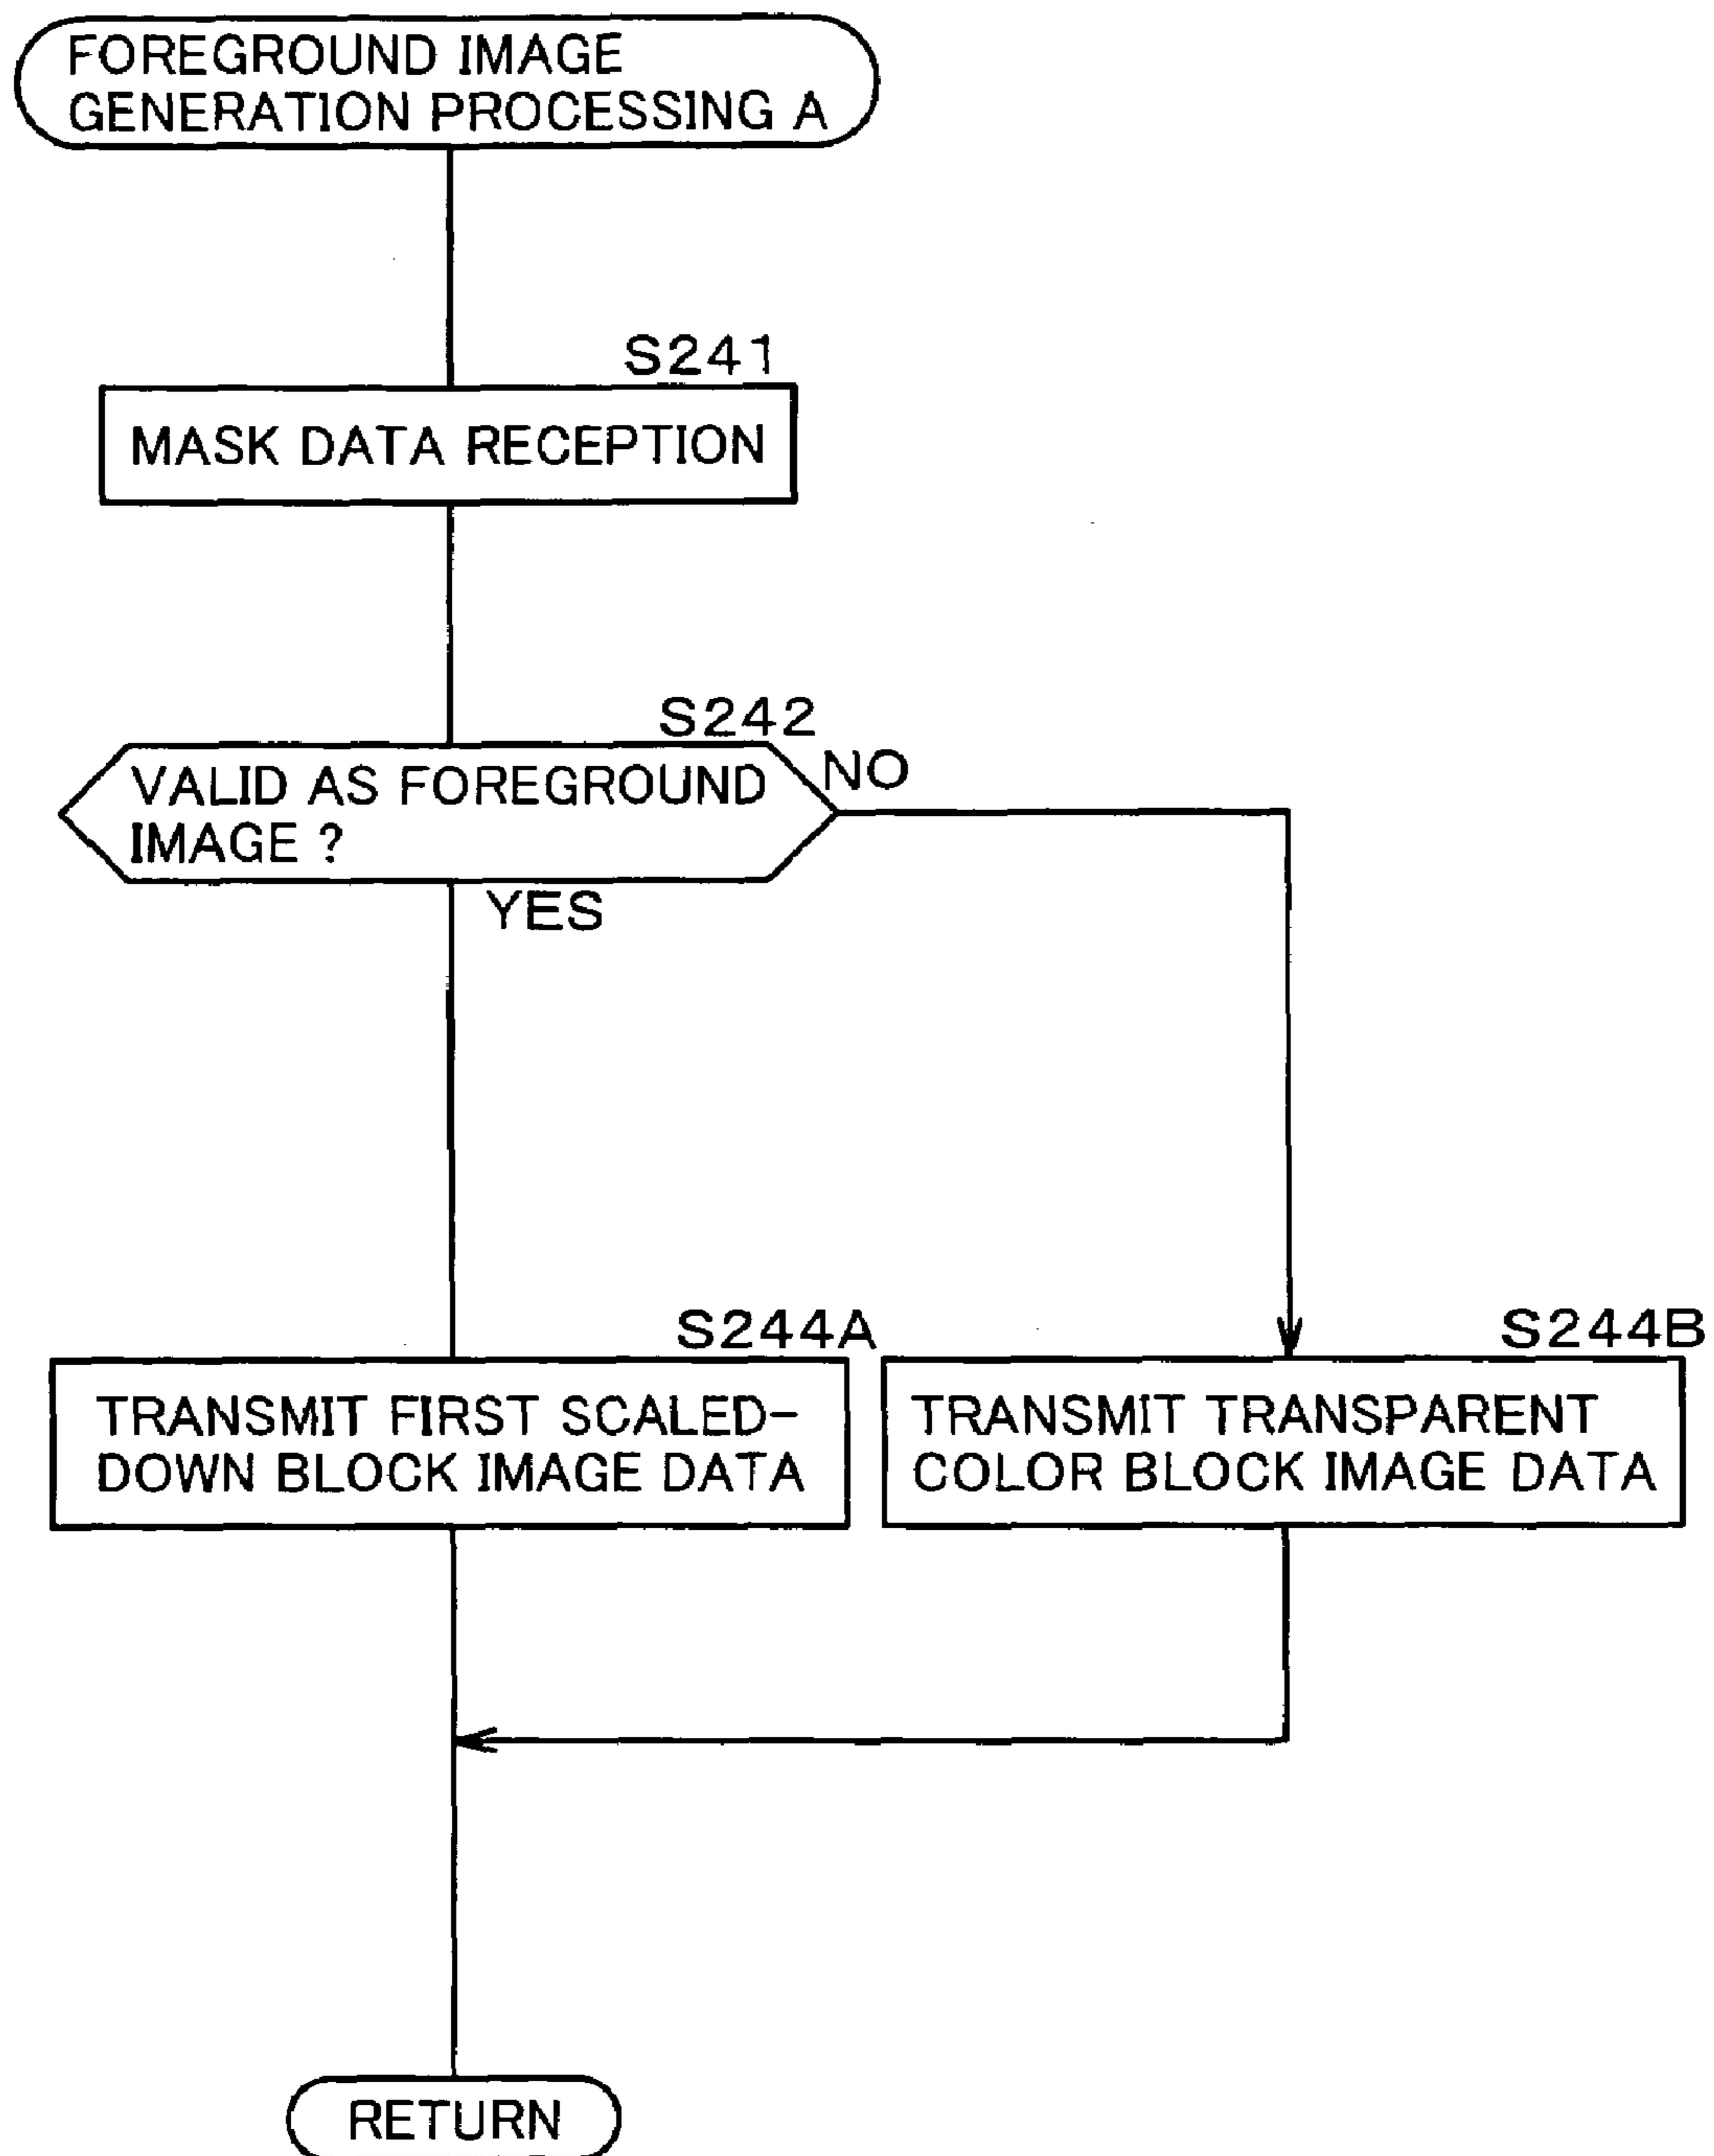 FOREGROUND IMAGE
GENERATION PROCESSING A
S241
MASK DATA RECEPTION
S242
VALID AS FOREGROUND
IMAGE ?
NO
YES
S244A
TRANSMIT FIRST SCALED-
DOWN BLOCK IMAGE DATA
S244B
TRANSMIT TRANSPARENT
COLOR BLOCK IMAGE DATA
RETURN